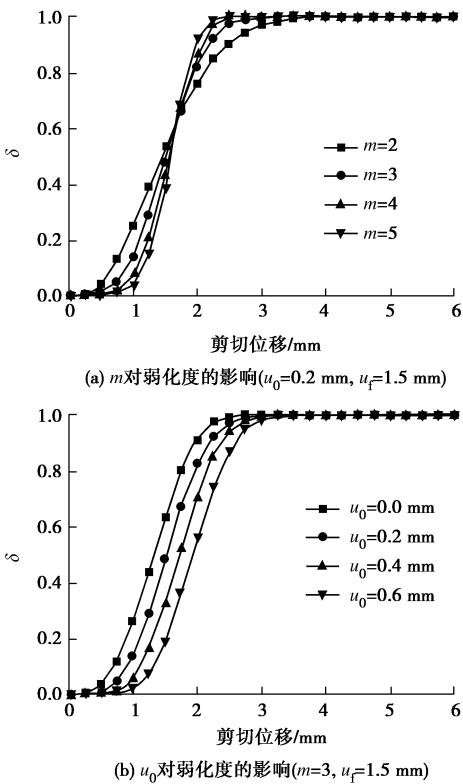 1.0
0.8
0.6
0.4
0.2
0.0
δ
m=2
m=3
m=4
m=5
0 1 2 3 4 5 6
剪切位移/mm
(a) m对弱化度的影响(u₀=0.2 mm, u_f=1.5 mm)
1.0
0.8
0.6
0.4
0.2
0.0
δ
u₀=0.0 mm
u₀=0.2 mm
u₀=0.4 mm
u₀=0.6 mm
0 1 2 3 4 5 6
剪切位移/mm
(b) u₀对弱化度的影响(m=3, u_f=1.5 mm)